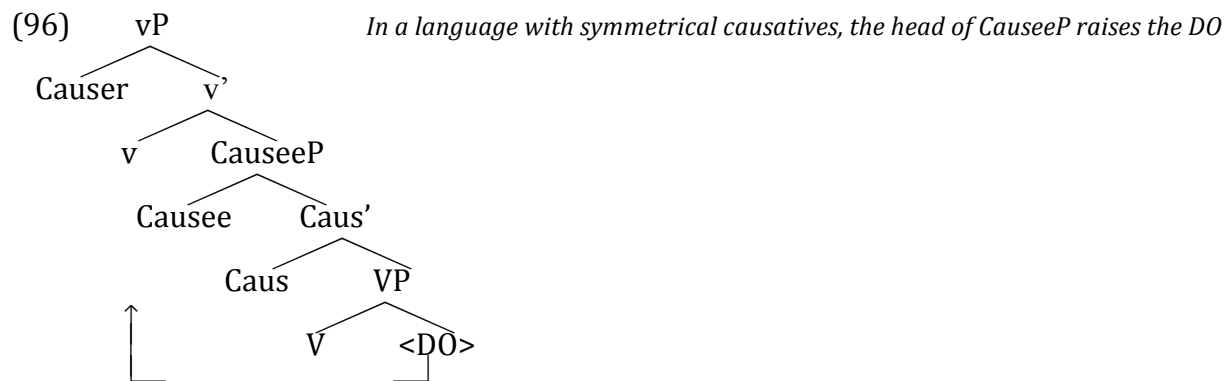 (96) vP In a language with symmetrical causatives, the head of CauseeP raises the DO
Causer v’
v CauseeP
Causee Caus’
Caus VP
V <DO>